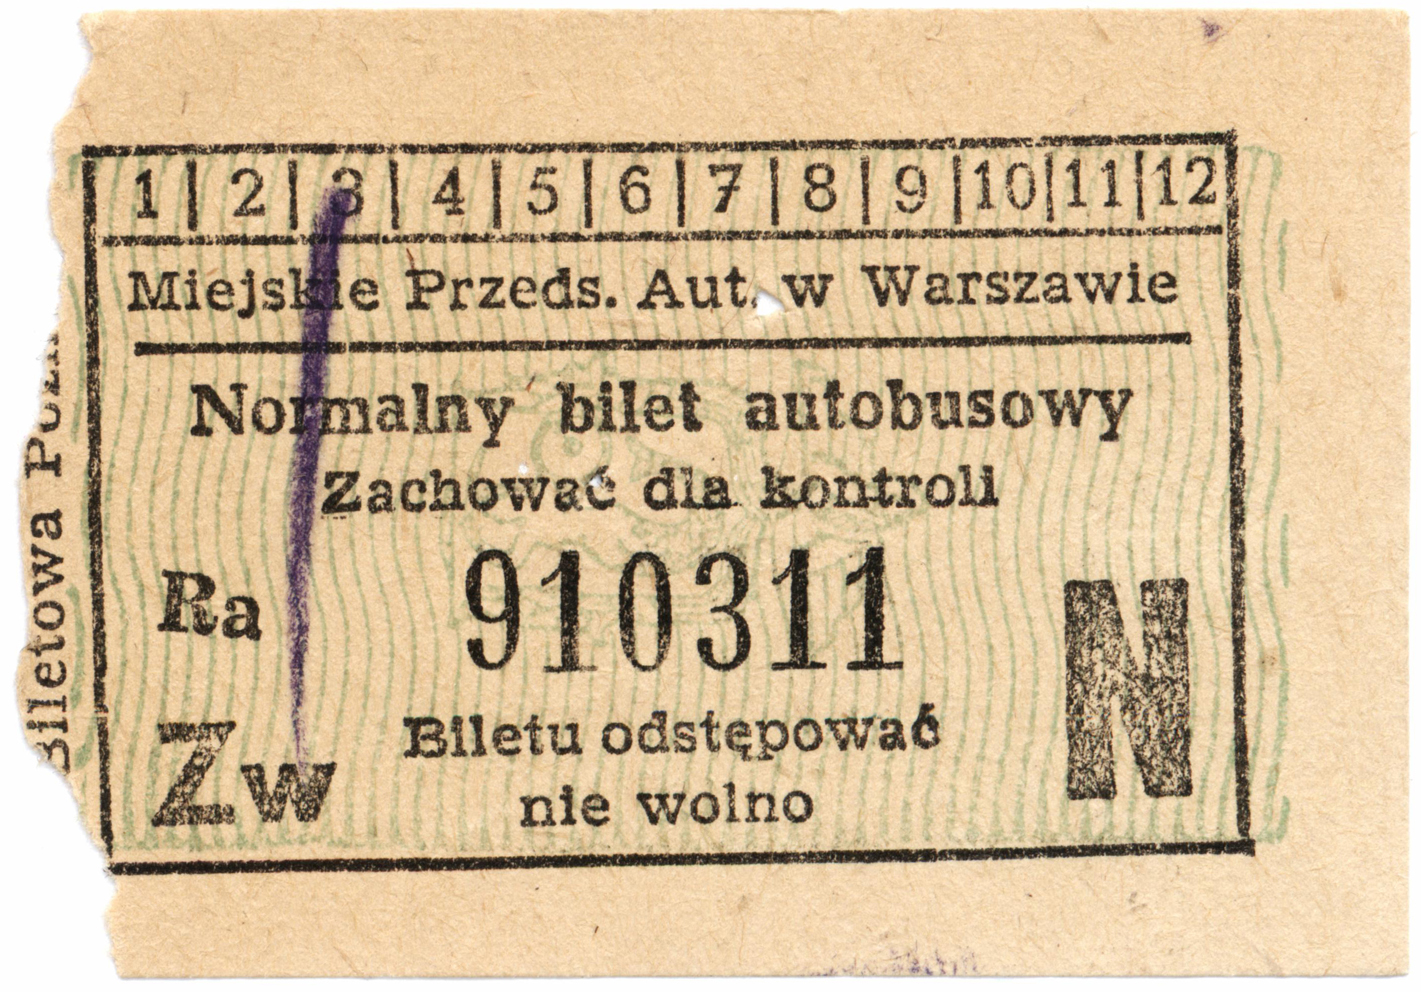 1|2|3|4|5|6|7|8|9|10|11|12
Miejskie Przeds. Aut. w Warszawie
Normalny bilet autobusowy
Zachować dla kontroli
Ra 910311
N
Zw
Biletu odstępować
nie wolno
Biletowa